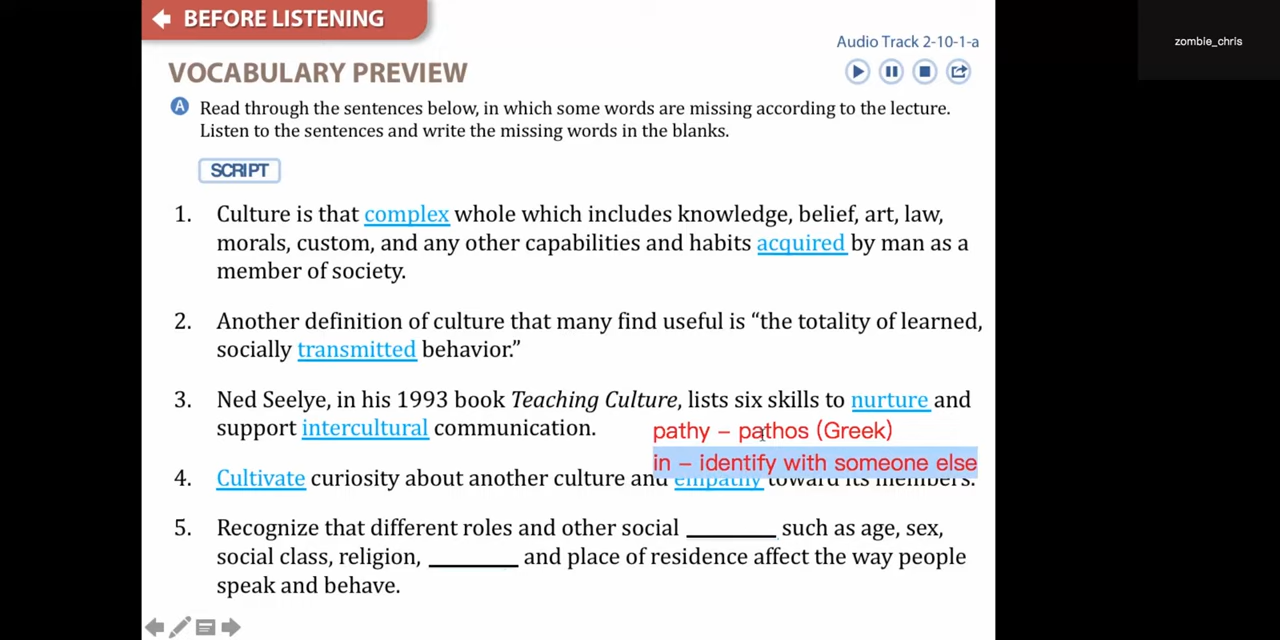 BEFORE LISTENING
zombie_chris
Audio Track 2-10-1-a
VOCABULARY PREVIEW
A Read through the sentences below, in which some words are missing according to the lecture.
Listen to the sentences and write the missing words in the blanks.
SCRIPT
1. Culture is that complex whole which includes knowledge, belief, art, law,
morals, custom, and any other capabilities and habits acquired by man as a
member of society.
2. Another definition of culture that many find useful is “the totality of learned,
socially transmitted behavior.”
3. Ned Seelye, in his 1993 book Teaching Culture, lists six skills to nurture and
support intercultural communication.
pathy – pathos (Greek)
in – identify with someone else
4. Cultivate curiosity about another culture and empathy toward its members.
5. Recognize that different roles and other social ________ such as age, sex,
social class, religion, ________ and place of residence affect the way people
speak and behave.